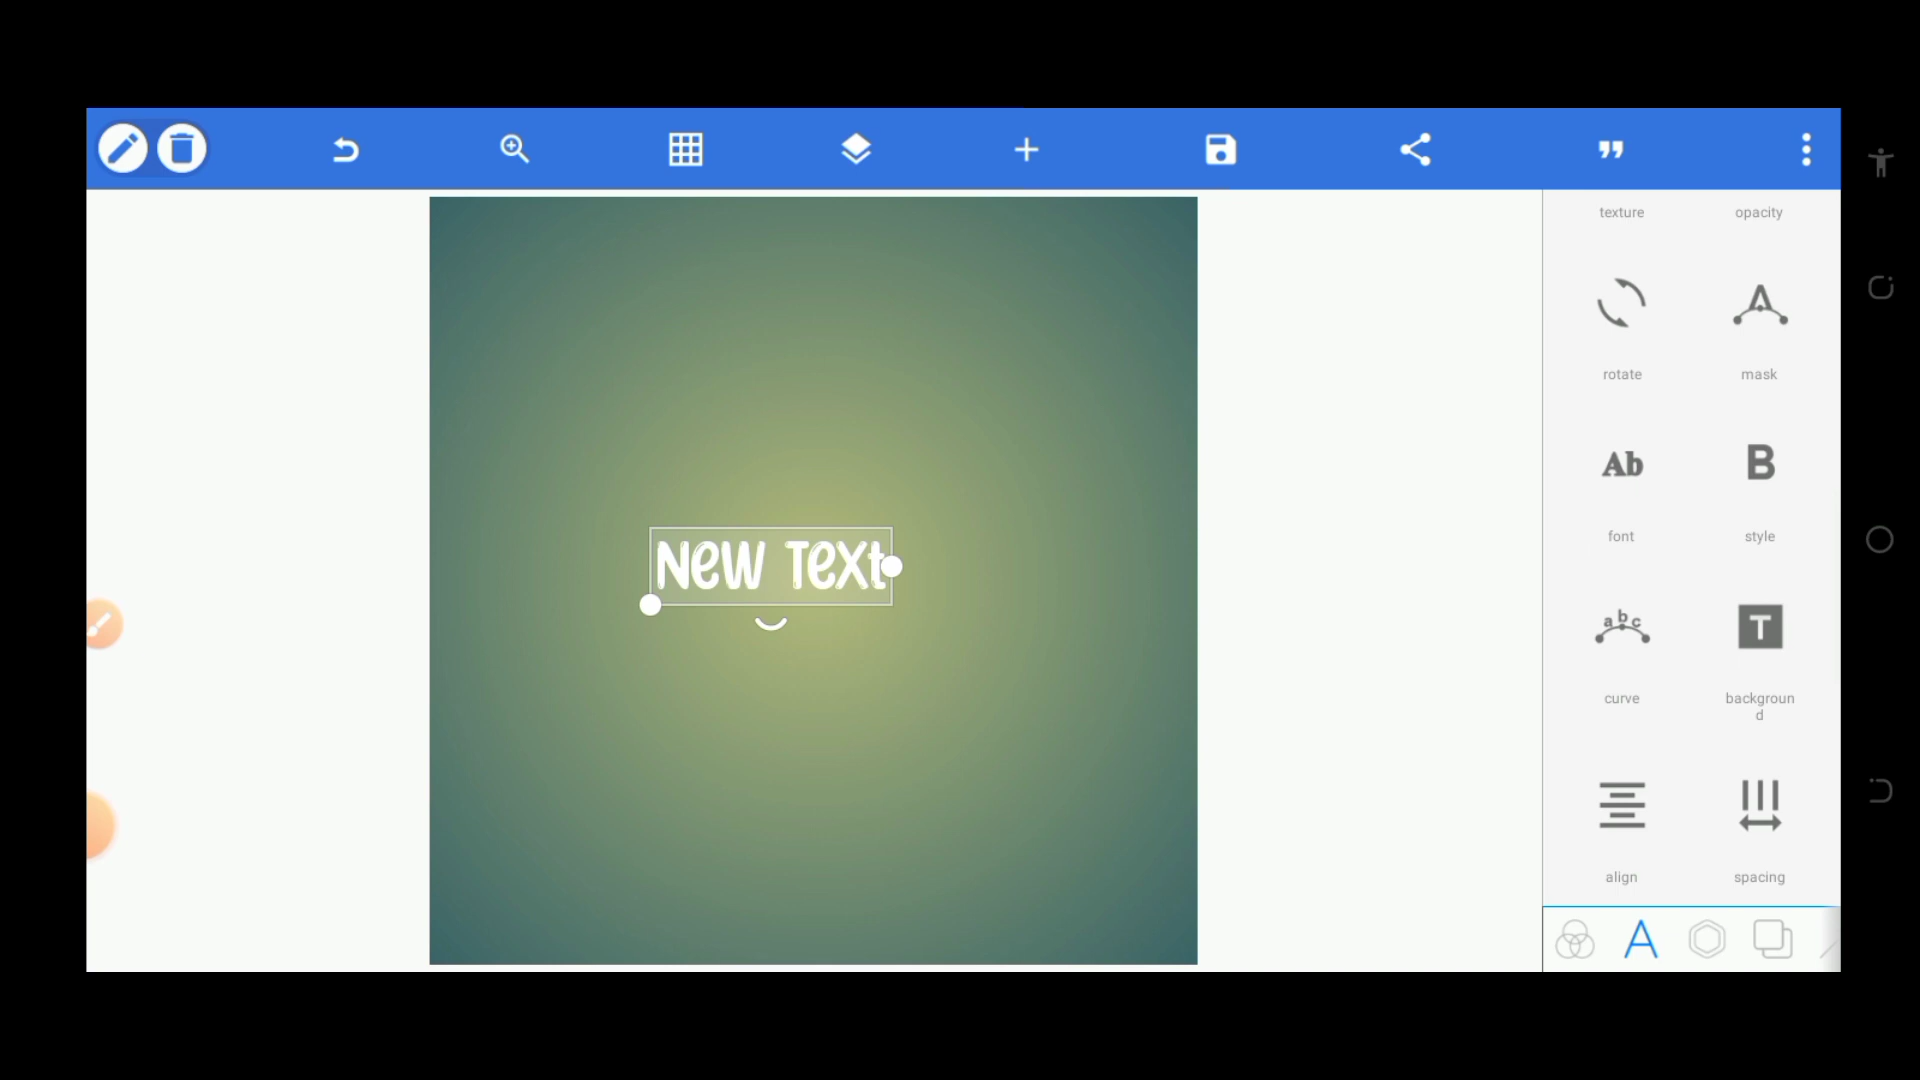 texture opacity
New Text
rotate mask
Ab B
font style
abc T
curve background
align spacing
A